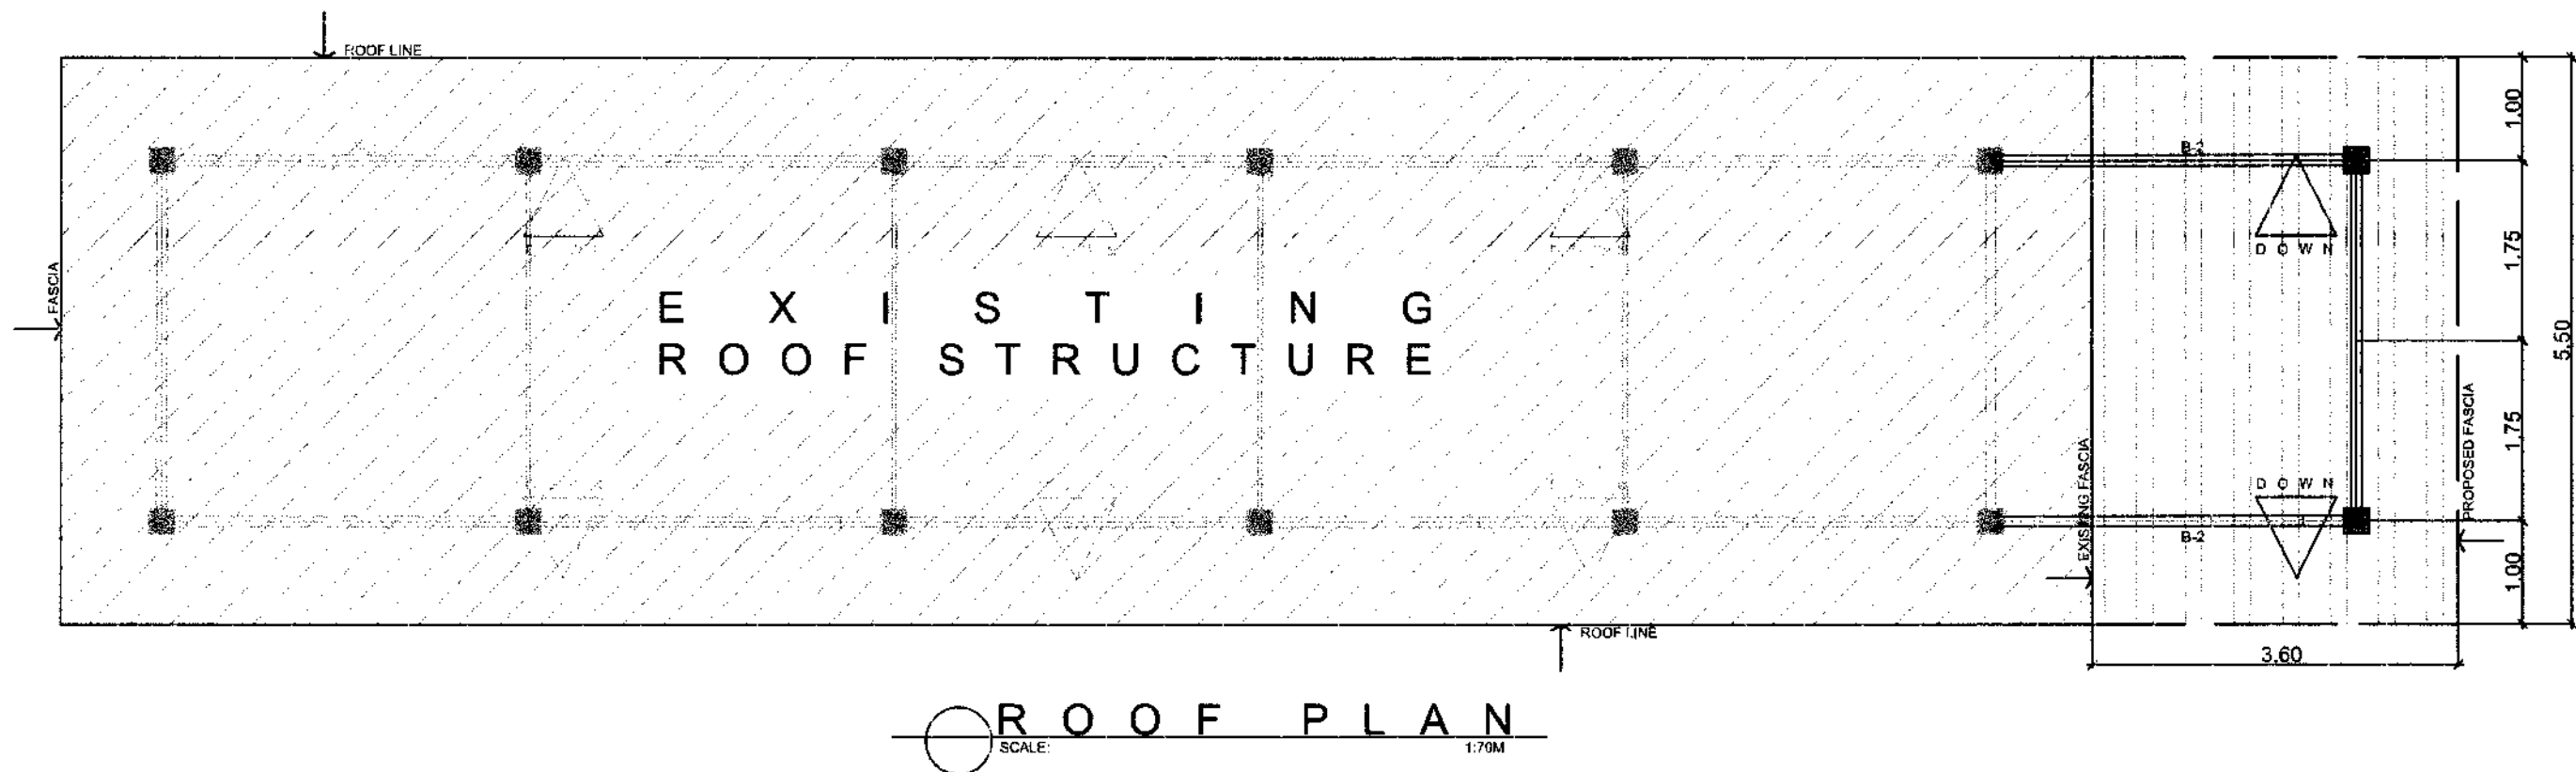 ROOF LINE
1.00
B-2
DOWN
1.75
FASCIA
EXISTING
ROOF STRUCTURE
5.50
1.75
PROPOSED FASCIA
EXISTING FASCIA
DOWN
B-2
1.00
ROOF LINE
3.60
ROOF PLAN
SCALE: 1:70M